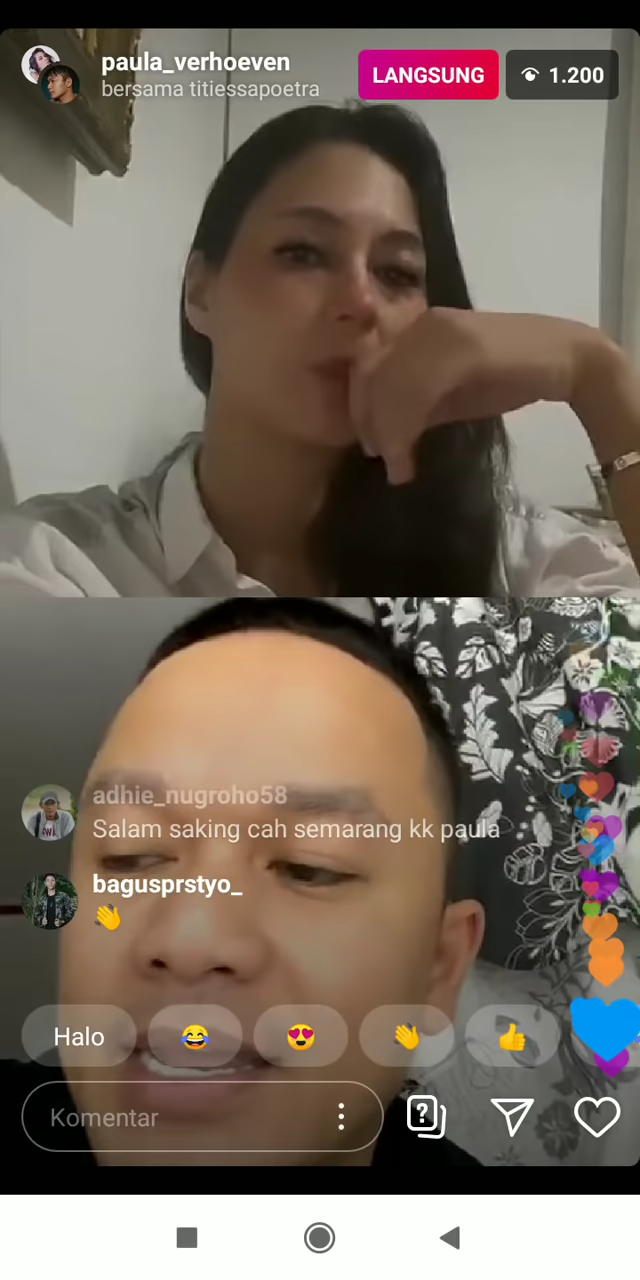 paula_verhoeven
bersama titiessapoetra
LANGSUNG
1.200
adhie_nugroho58
Salam saking cah semarang kk paula
bagusprstyo_
👋
Halo
😂
😍
👋
👍
Komentar